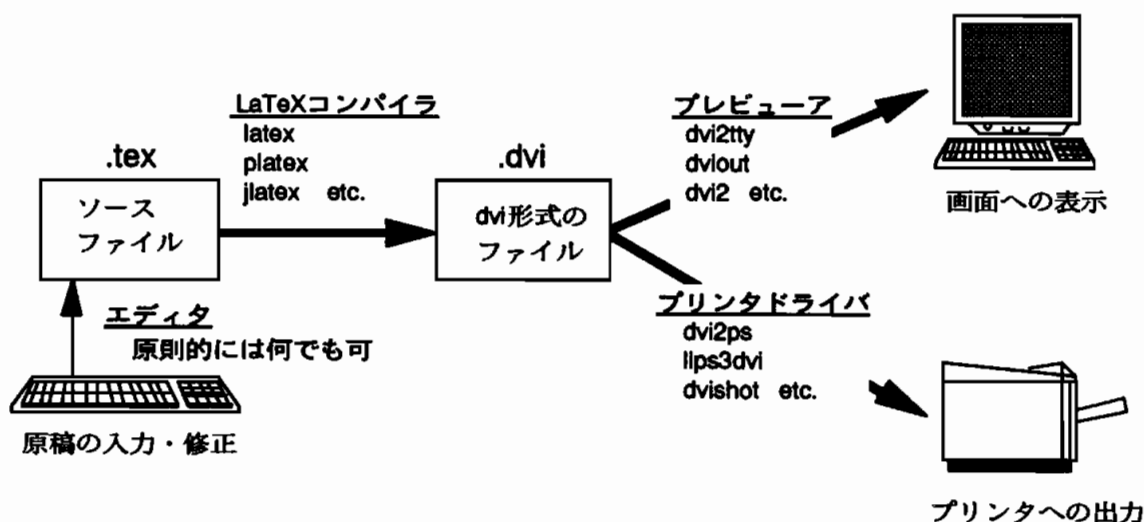 .tex
ソース
ファイル
エディタ
原則的には何でも可
原稿の入力・修正
LaTeXコンパイラ
latex
platex
jlatex etc.
.dvi
dvi形式の
ファイル
プレビューア
dvi2tty
dviout
dvi2 etc.
画面への表示
プリンタドライバ
dvi2ps
lips3dvi
dvishot etc.
プリンタへの出力